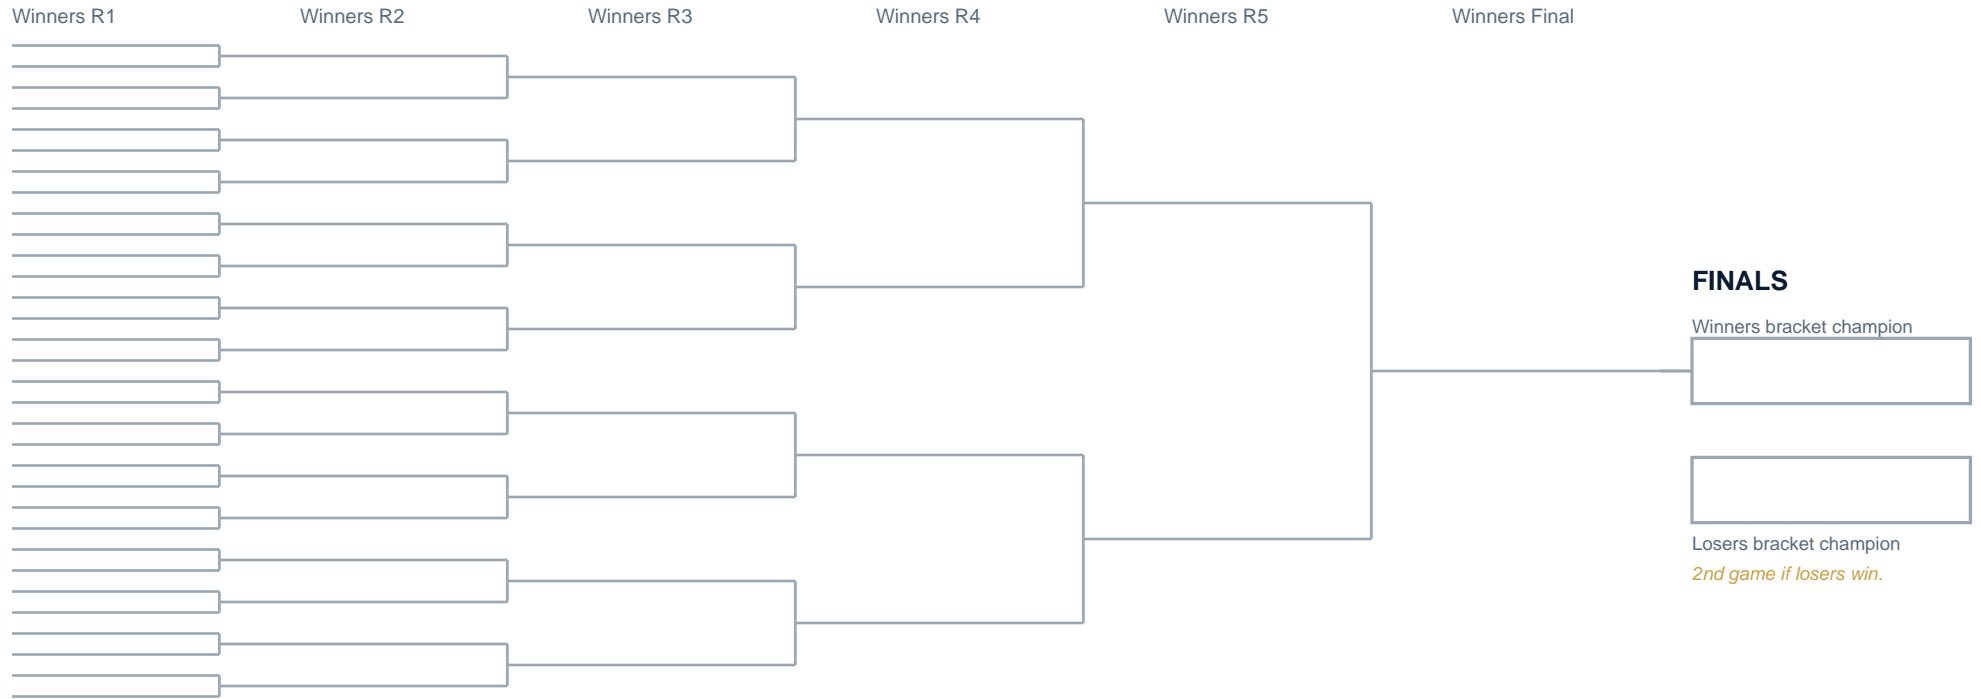 Winners R1
Winners R2
Winners R3
Winners R4
Winners R5
Winners Final
FINALS
Winners bracket champion
Losers bracket champion
2nd game if losers win.